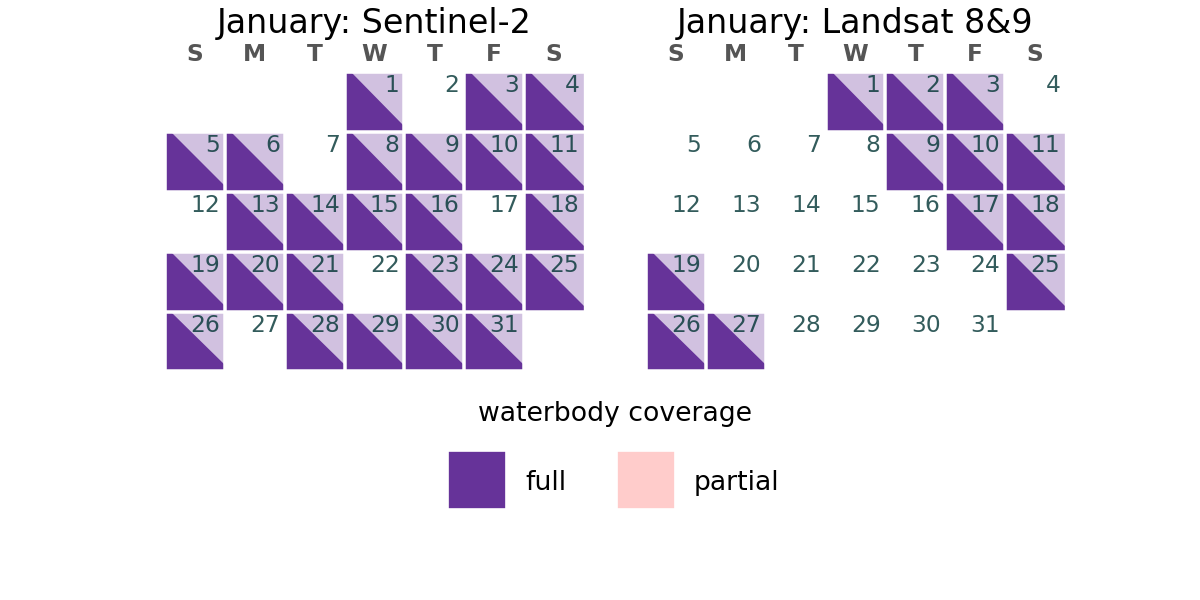 January: Sentinel-2
S M T W T F S
1 2 3 4
5 6 7 8 9 10 11
12 13 14 15 16 17 18
19 20 21 22 23 24 25
26 27 28 29 30 31
January: Landsat 8&9
S M T W T F S
1 2 3 4
5 6 7 8 9 10 11
12 13 14 15 16 17 18
19 20 21 22 23 24 25
26 27 28 29 30 31
waterbody coverage
full partial